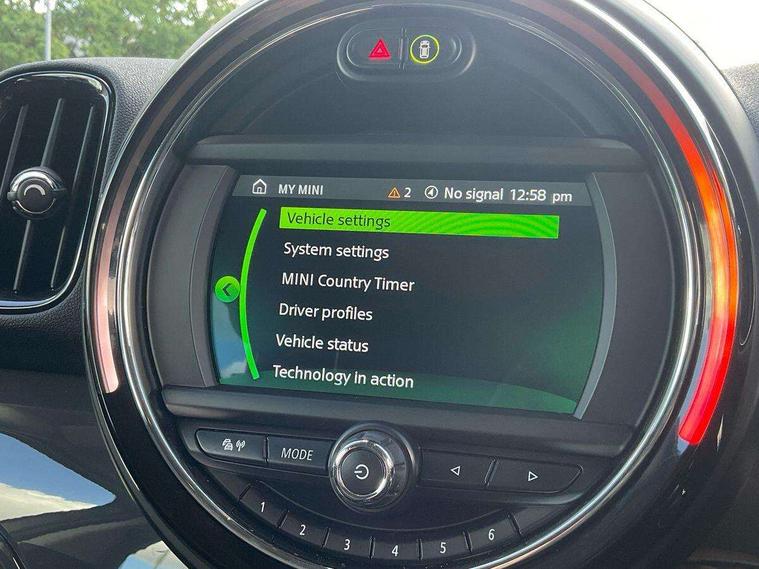 MY MINI 2 No signal 12:58 pm
Vehicle settings
System settings
MINI Country Timer
Driver profiles
Vehicle status
Technology in action
MODE
1 2 3 4 5 6